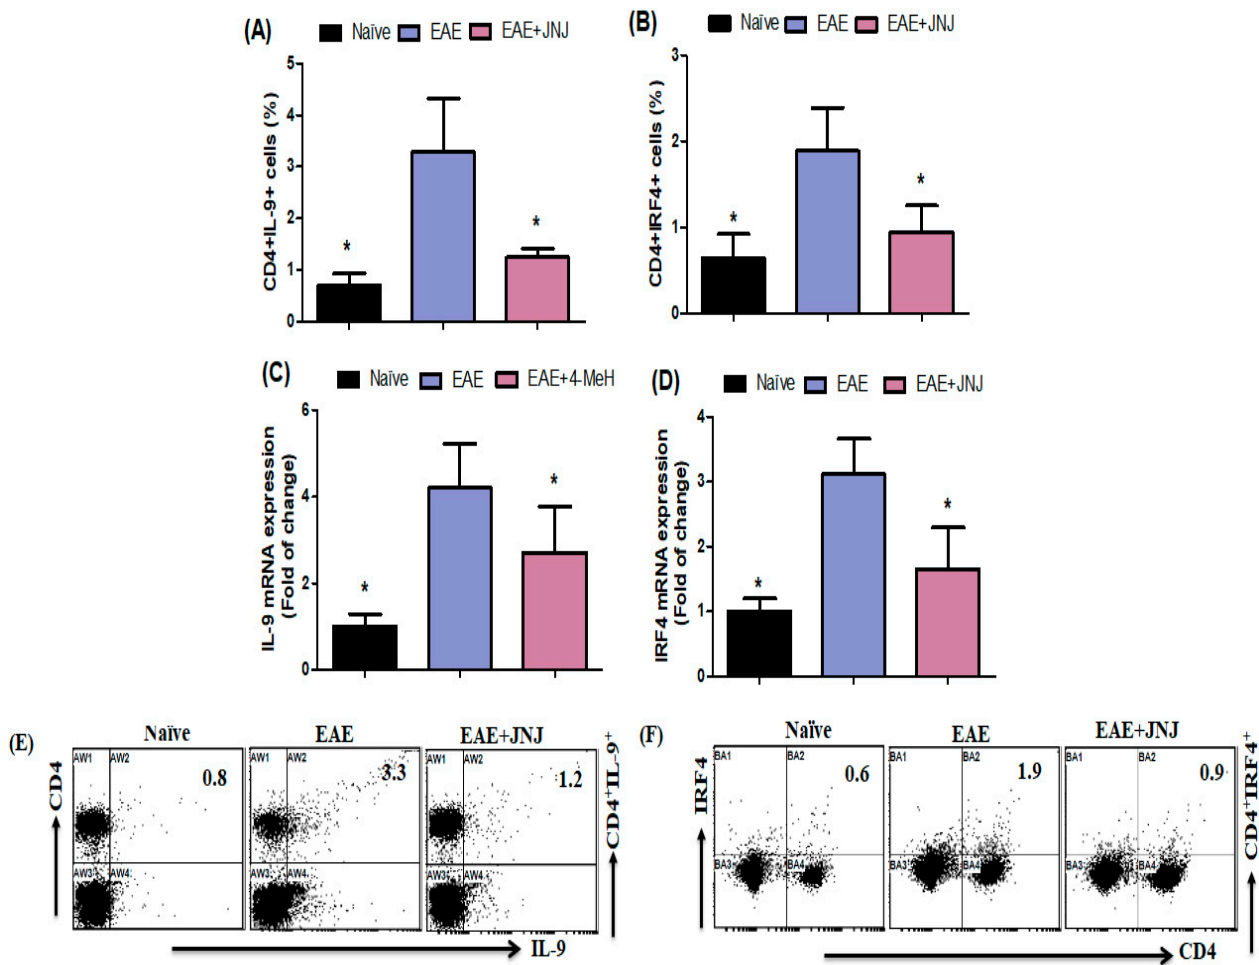 (A)
Naïve EAE EAE+JNJ
CD4+IL-9+ cells (%)
5
4
3
2
1
0
*
*
(B)
Naïve EAE EAE+JNJ
CD4+IRF4+ cells (%)
3
2
1
0
*
*
(C)
Naïve EAE EAE+4-MeH
IL-9 mRNA expression
(Fold of change)
6
4
2
0
*
*
(D)
Naïve EAE EAE+JNJ
IRF4 mRNA expression
(Fold of change)
4
3
2
1
0
*
*
(E)
Naïve EAE EAE+JNJ
CD4
AW1 AW2 0.8
AW3 AW4
AW1 AW2 3.3
AW3 AW4
AW1 AW2 1.2
AW3 AW4
CD4+IL-9+
IL-9
(F)
Naïve EAE EAE+JNJ
IRF4
BA1 BA2 0.6
BA3 BA4
BA1 BA2 1.9
BA3 BA4
BA1 BA2 0.9
BA3 BA4
CD4+IRF4+
CD4